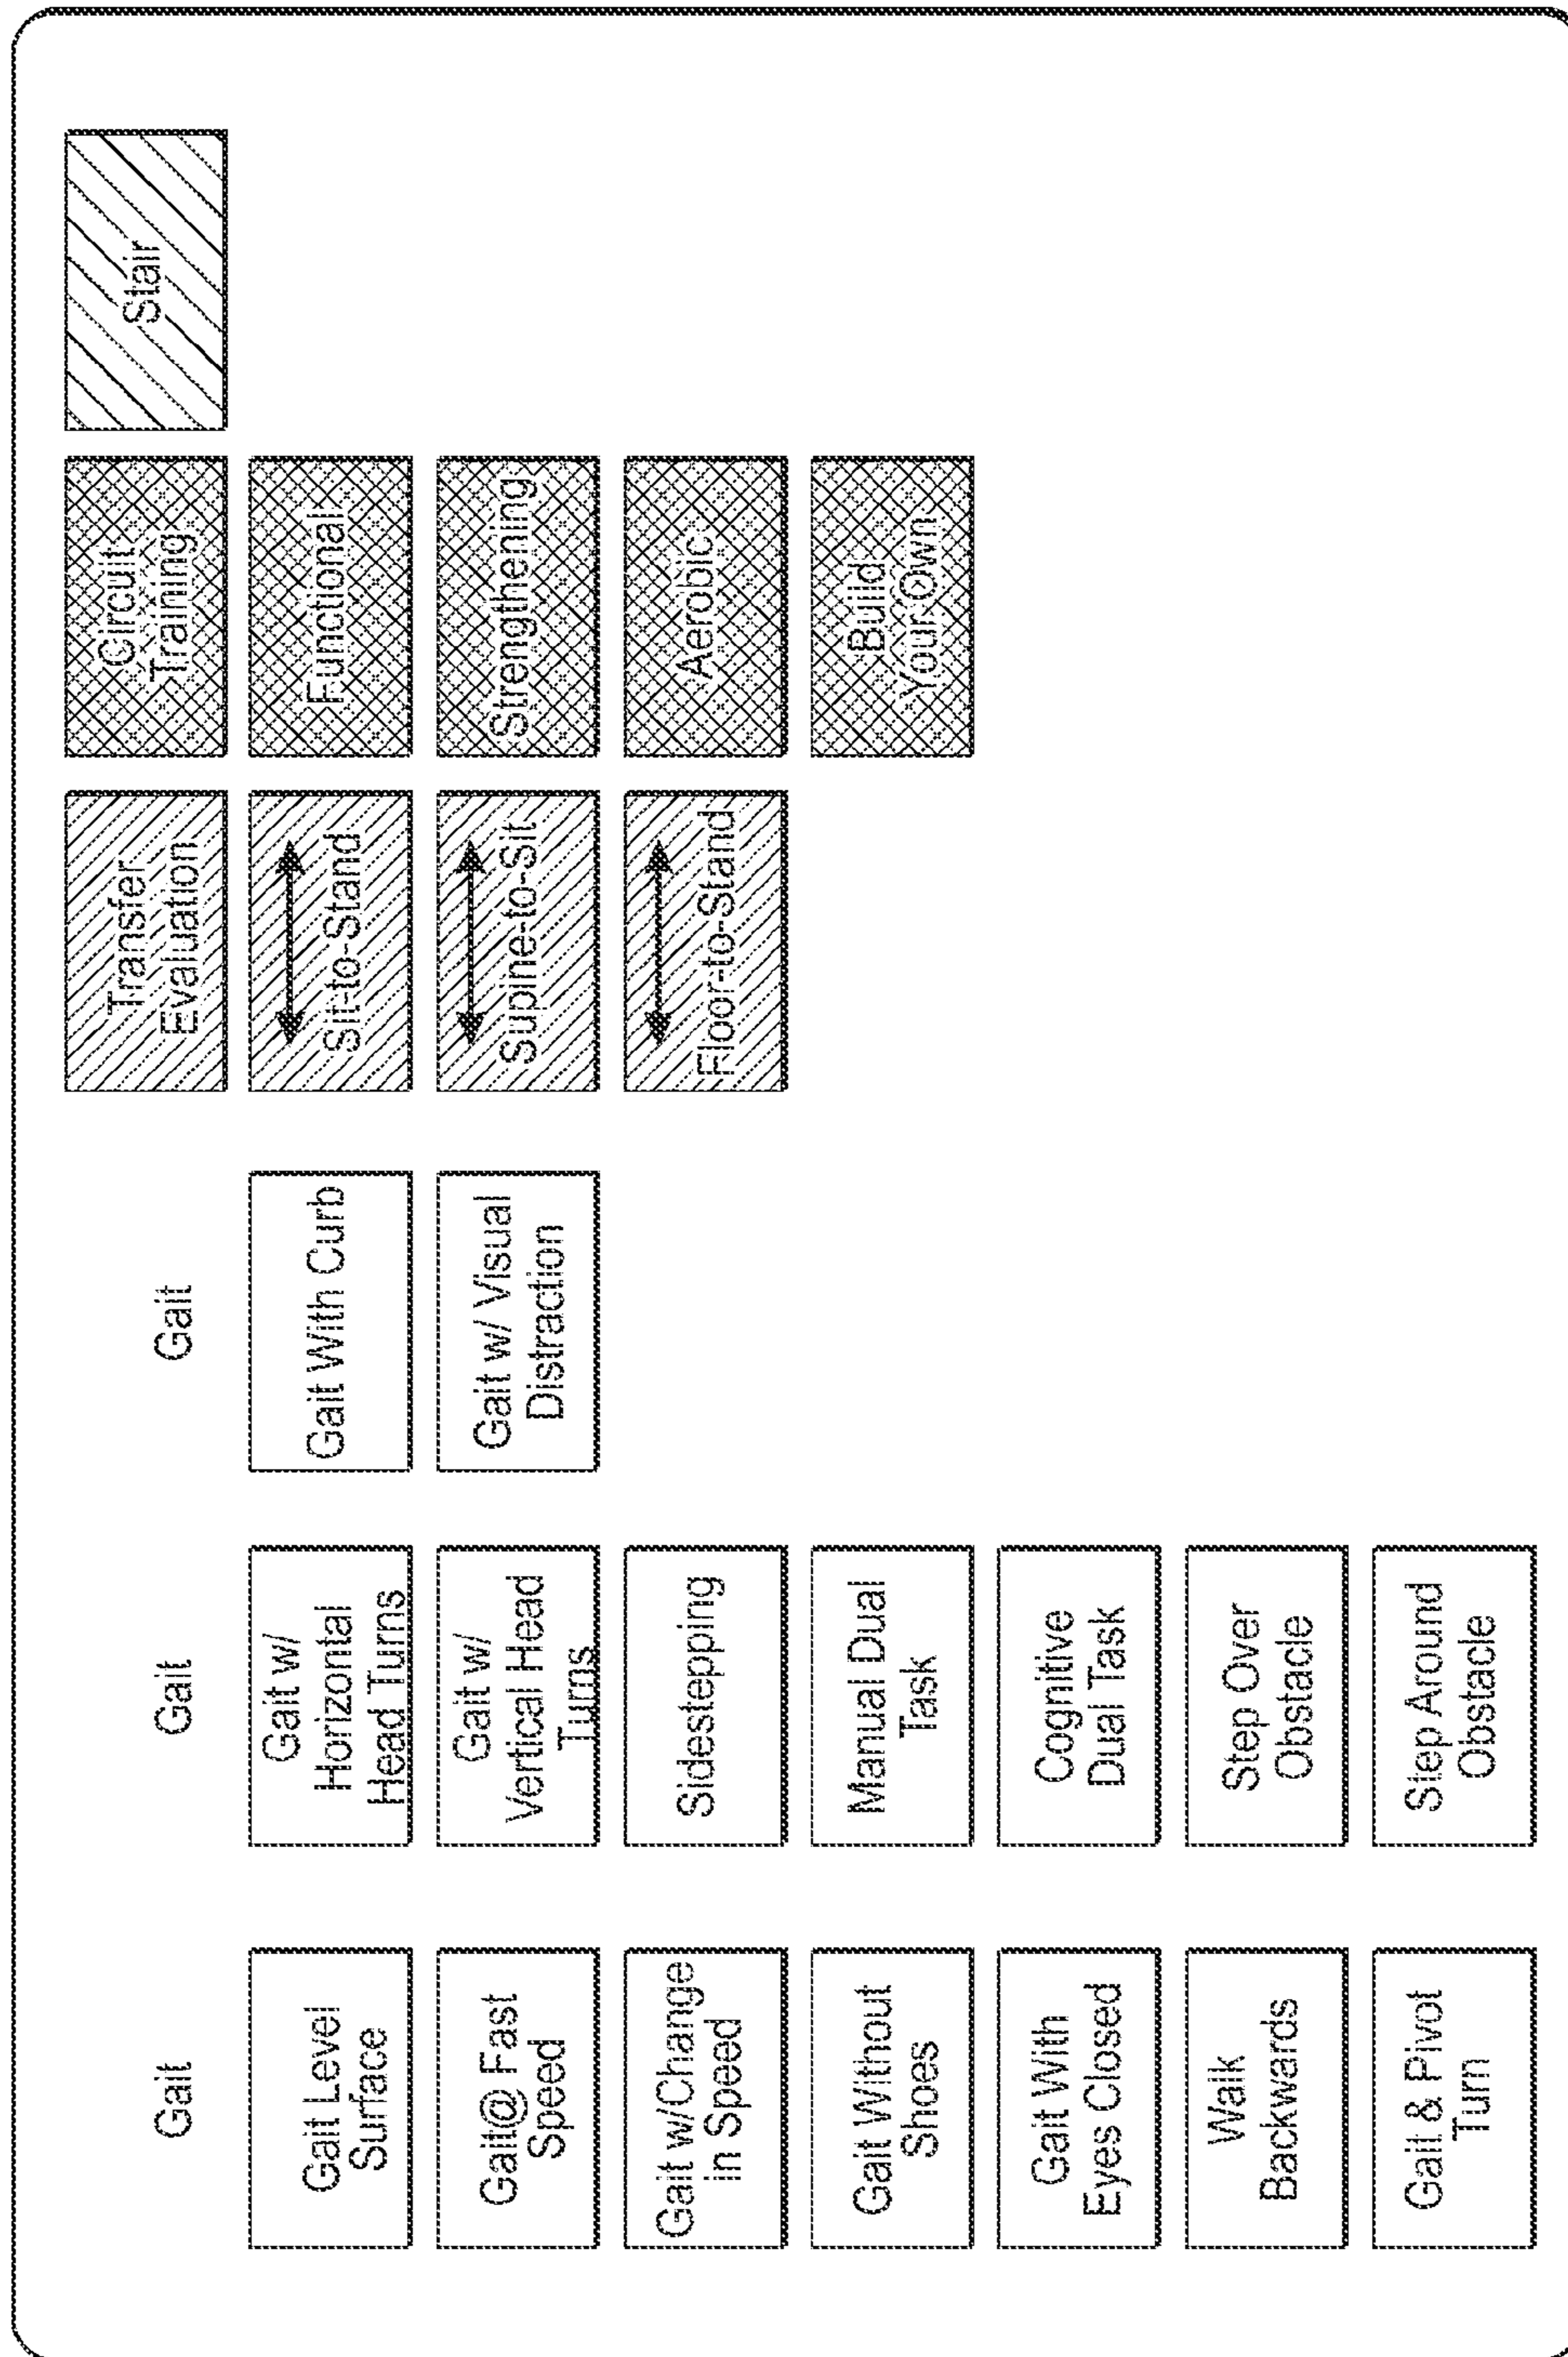 Gait
Gait Level
Surface
Gait@ Fast
Speed
Gait w/Change
in Speed
Gait Without
Shoes
Gait With
Eyes Closed
Walk
Backwards
Gait & Pivot
Turn
Gait
Gait w/
Horizontal
Head Turns
Gait w/
Vertical Head
Turns
Sidestepping
Manual Dual
Task
Cognitive
Dual Task
Step Over
Obstacle
Step Around
Obstacle
Gait
Gait With Curb
Gait w/ Visual
Distraction
Transfer
Evaluation
Sit-to-Stand
Supine-to-Sit
Floor-to-Stand
Circuit
Training
Functional
Strengthening
Aerobic
Build
Your Own
Stair